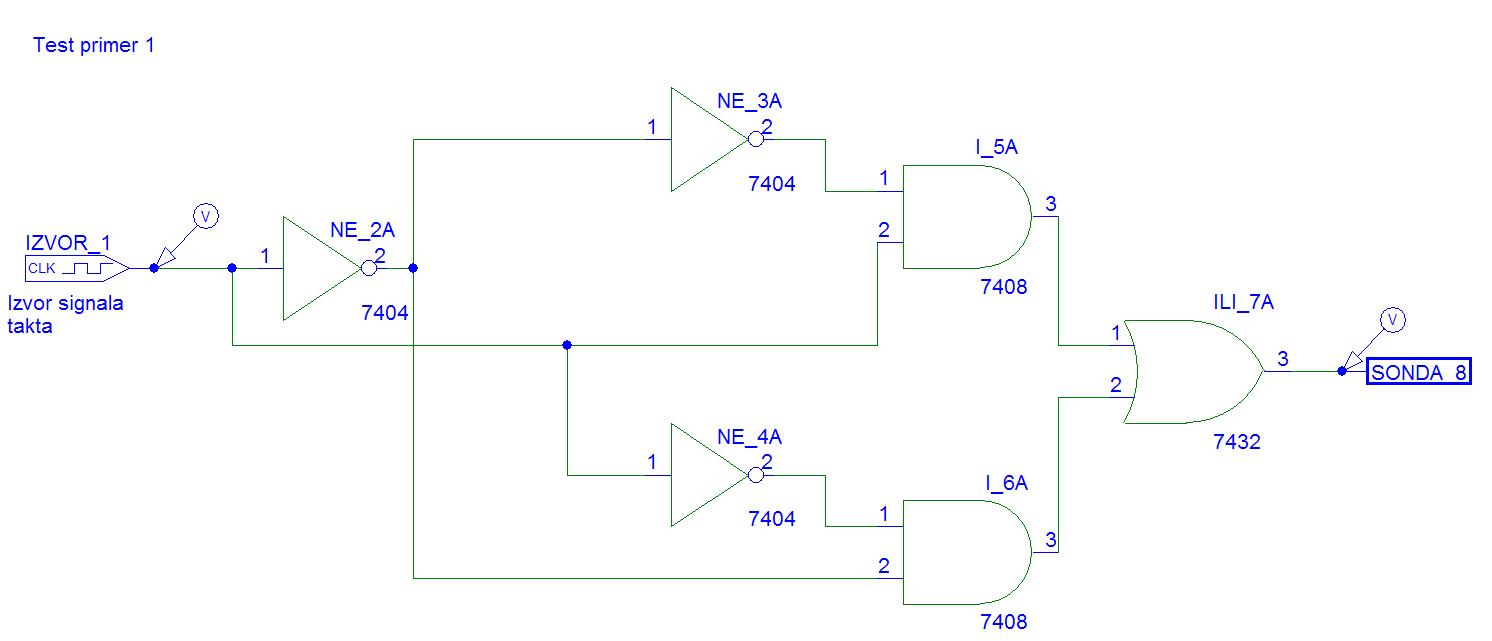 Test primer 1
NE_3A
1
2
7404
I_5A
1
2
3
7408
V
IZVOR_1
CLK
Izvor signala
takta
NE_2A
1
2
7404
ILI_7A
1
2
3
7432
V
SONDA_8
NE_4A
1
2
7404
I_6A
1
2
3
7408